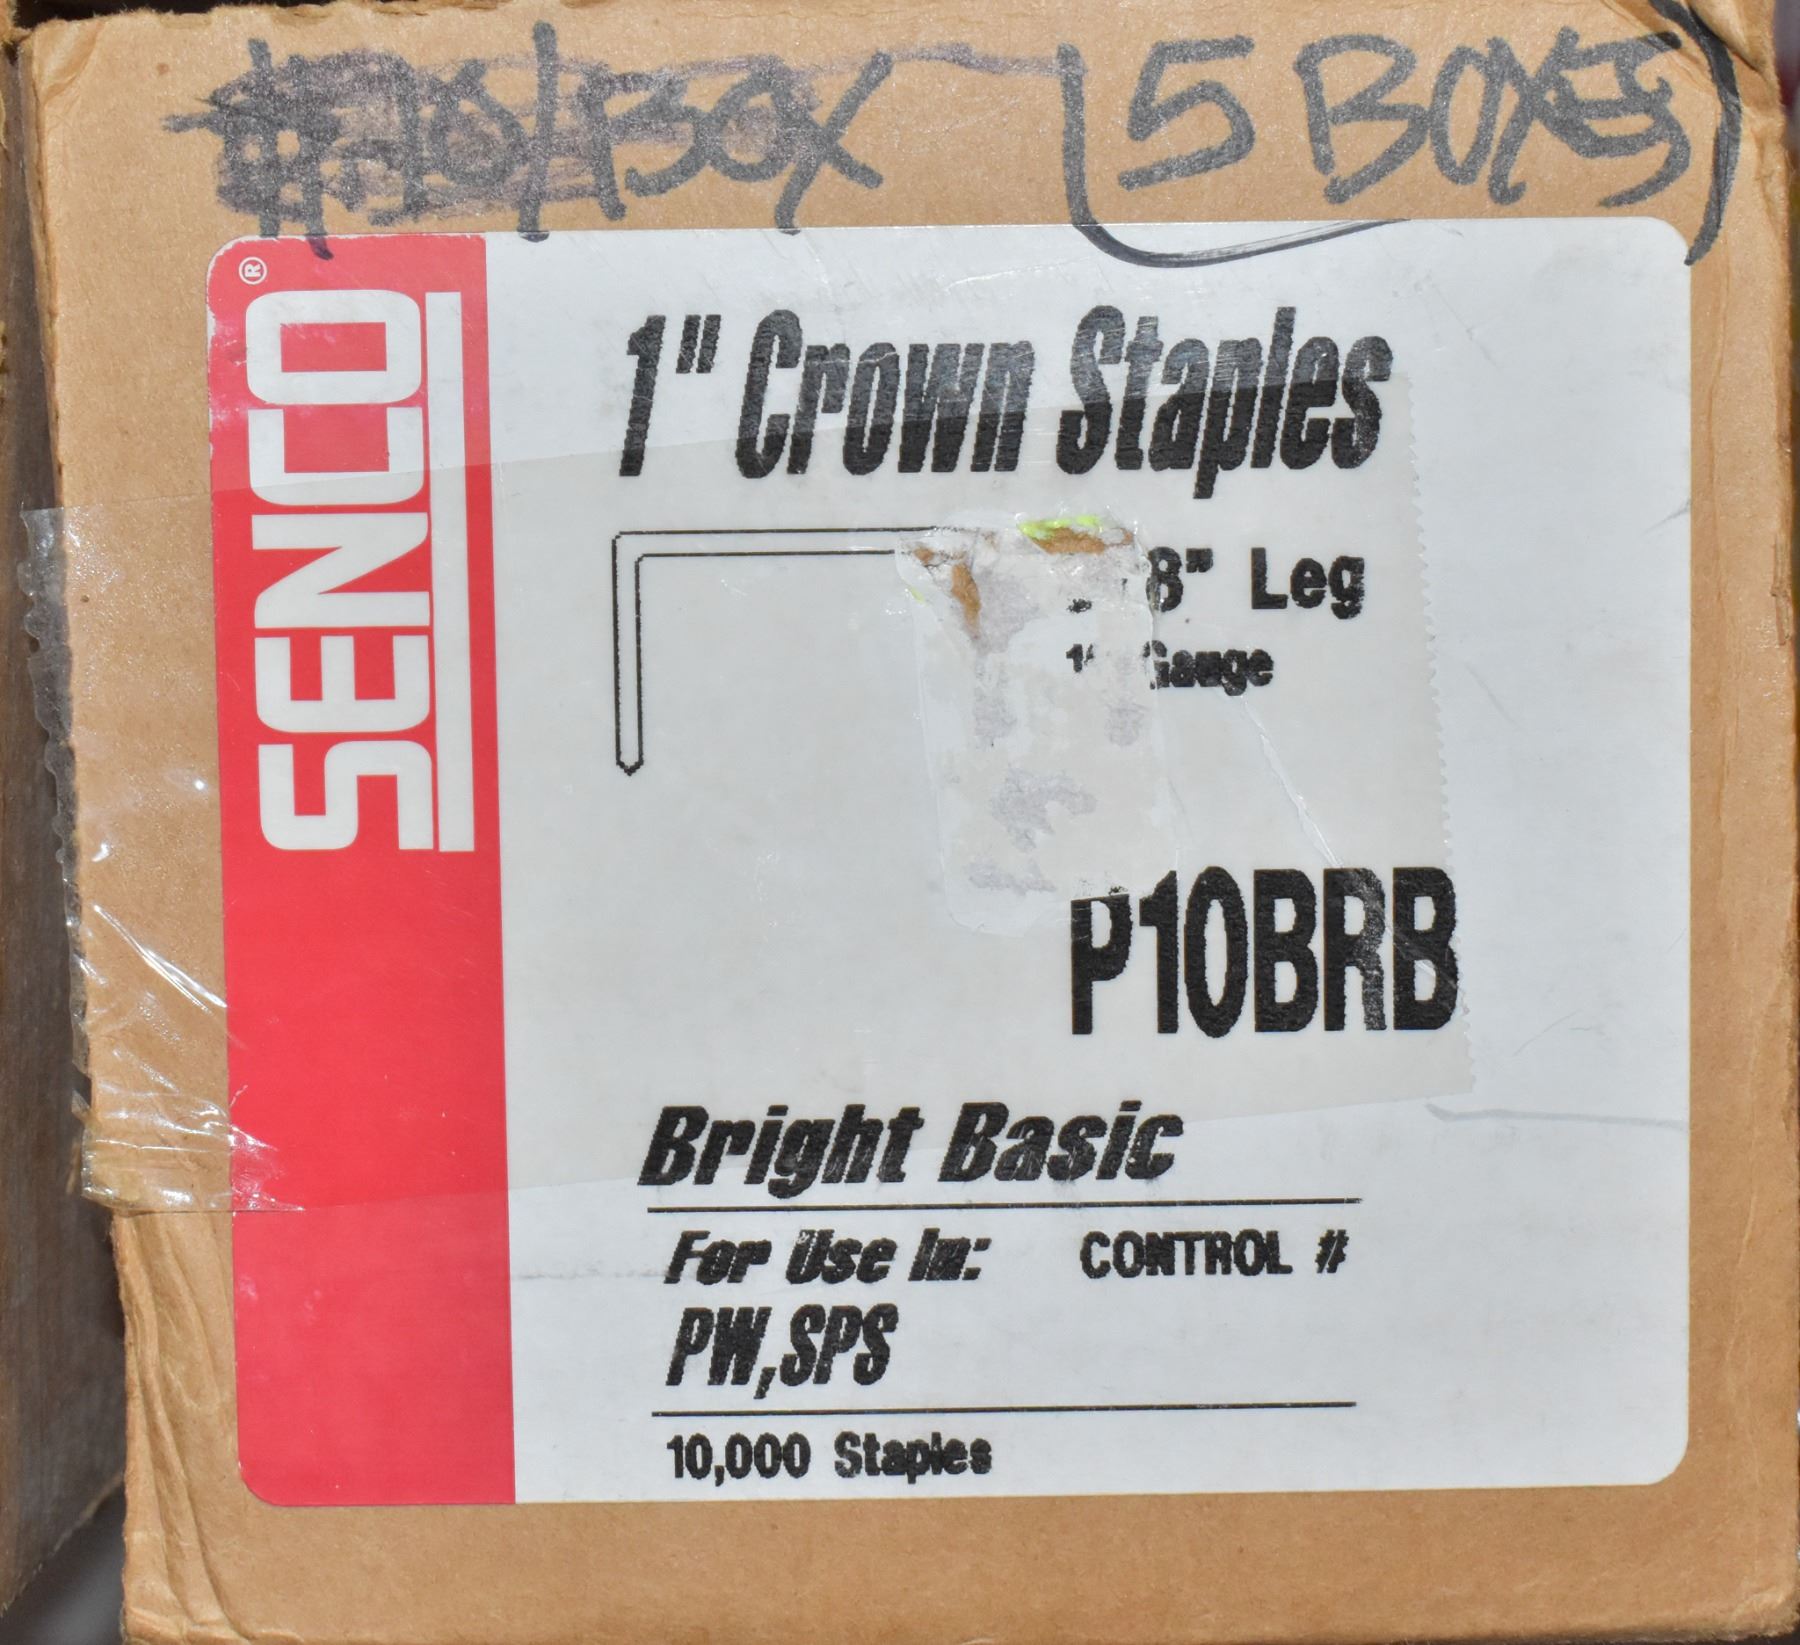 (5 BOXES)
SENCO®
1" Crown Staples
8" Leg
Gauge
P10BRB
Bright Basic
For Use In: CONTROL #
PW,SPS
10,000 Staples